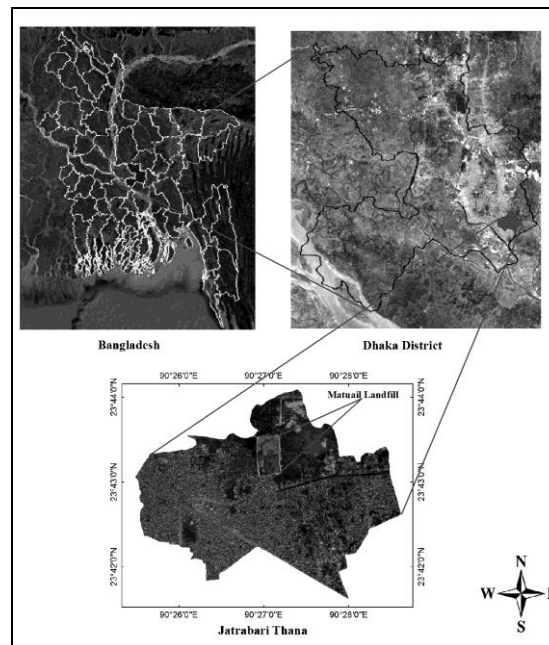 Bangladesh
Dhaka District
90°26'0"E 90°27'0"E 90°28'0"E
Matuail Landfill
23°44'0"N 23°44'0"N
23°43'0"N 23°43'0"N
23°42'0"N 23°42'0"N
90°26'0"E 90°27'0"E 90°28'0"E
Jatrabari Thana
N
W
S